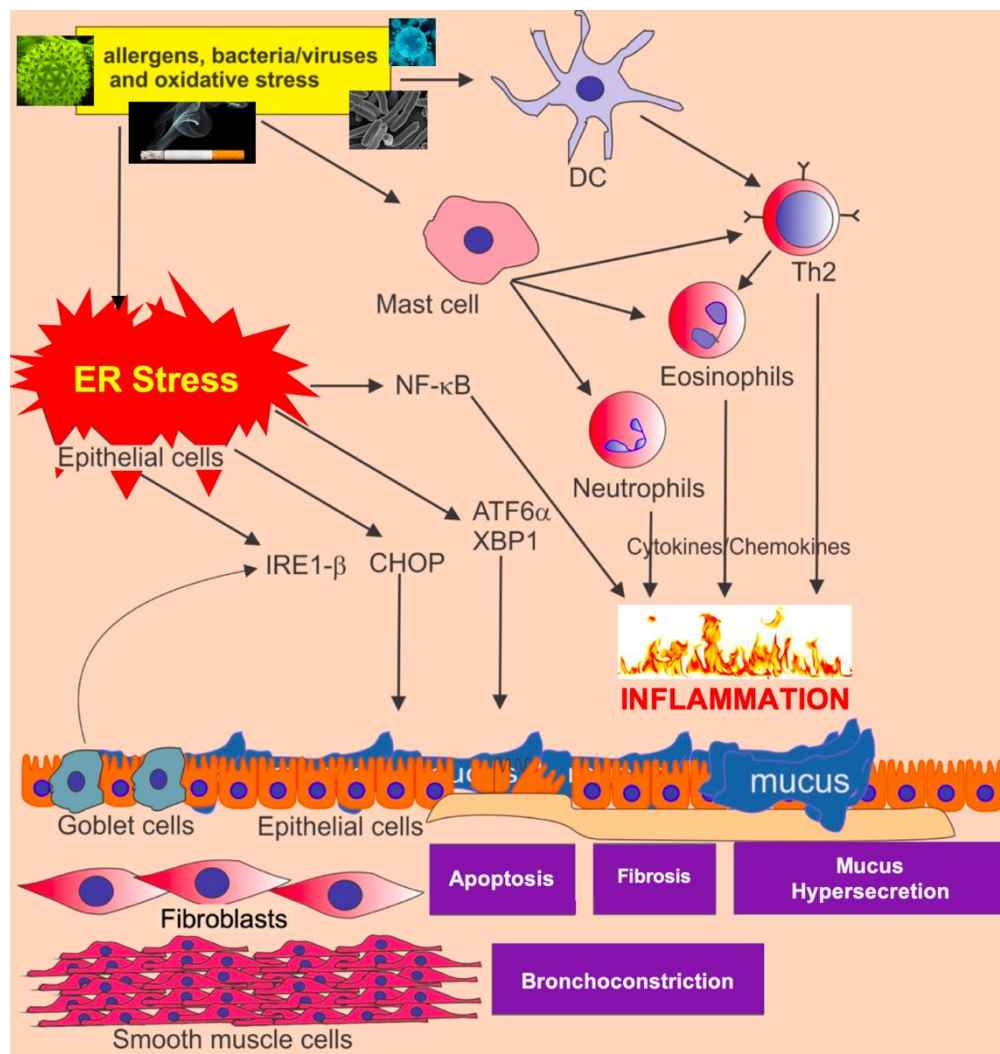 allergens, bacteria/viruses
and oxidative stress
DC
Th2
Mast cell
Eosinophils
ER Stress
NF-κB
Epithelial cells
Neutrophils
ATF6α
XBP1
Cytokines/Chemokines
IRE1-β
CHOP
INFLAMMATION
mucus
Goblet cells
Epithelial cells
Apoptosis
Fibrosis
Mucus
Hypersecretion
Fibroblasts
Bronchoconstriction
Smooth muscle cells